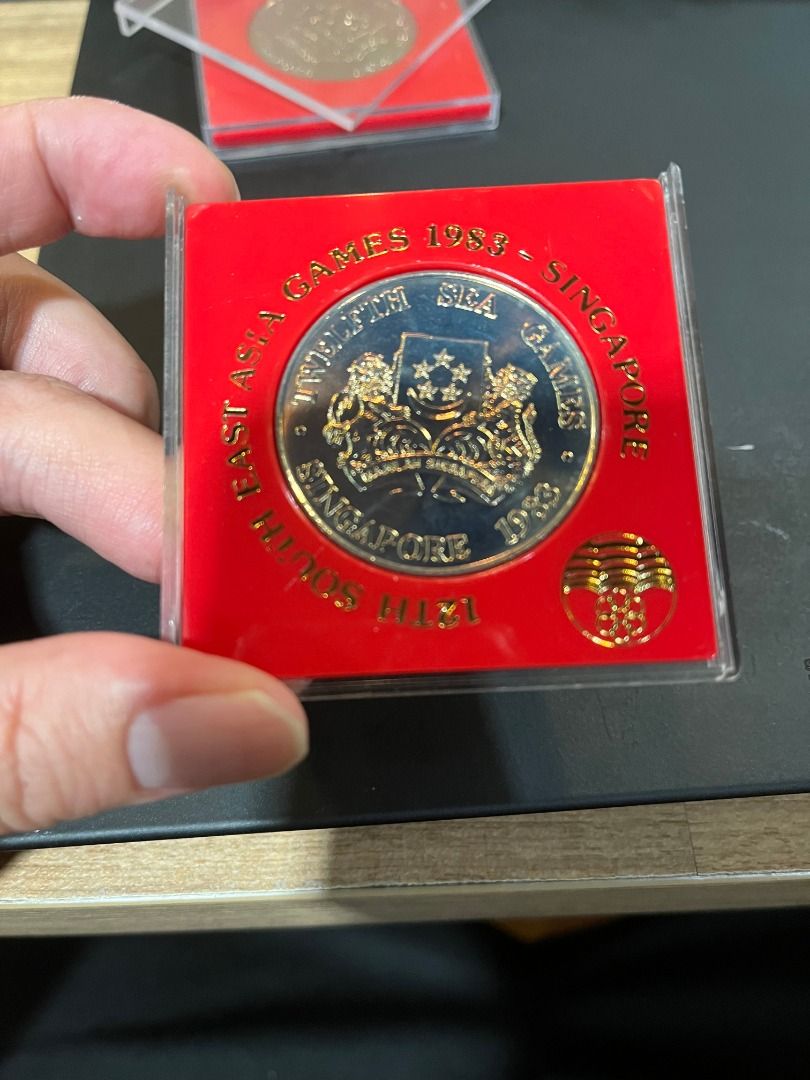 12TH SOUTH EAST ASIA GAMES 1983 - SINGAPORE
TWELFTH SEA GAMES
SINGAPORE 1983